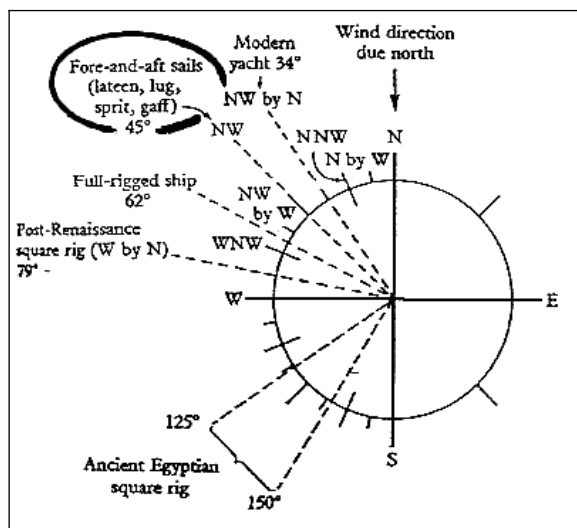 Wind direction
due north
Modern
yacht 34°
Fore-and-aft sails
(lateen, lug,
sprit, gaff)
45°
NW by N
NW
N NW
N by W
N
Full-rigged ship
62°
NW
by W
Post-Renaissance
square rig (W by N)
79° -
WNW
W
E
125°
Ancient Egyptian
square rig
150°
S